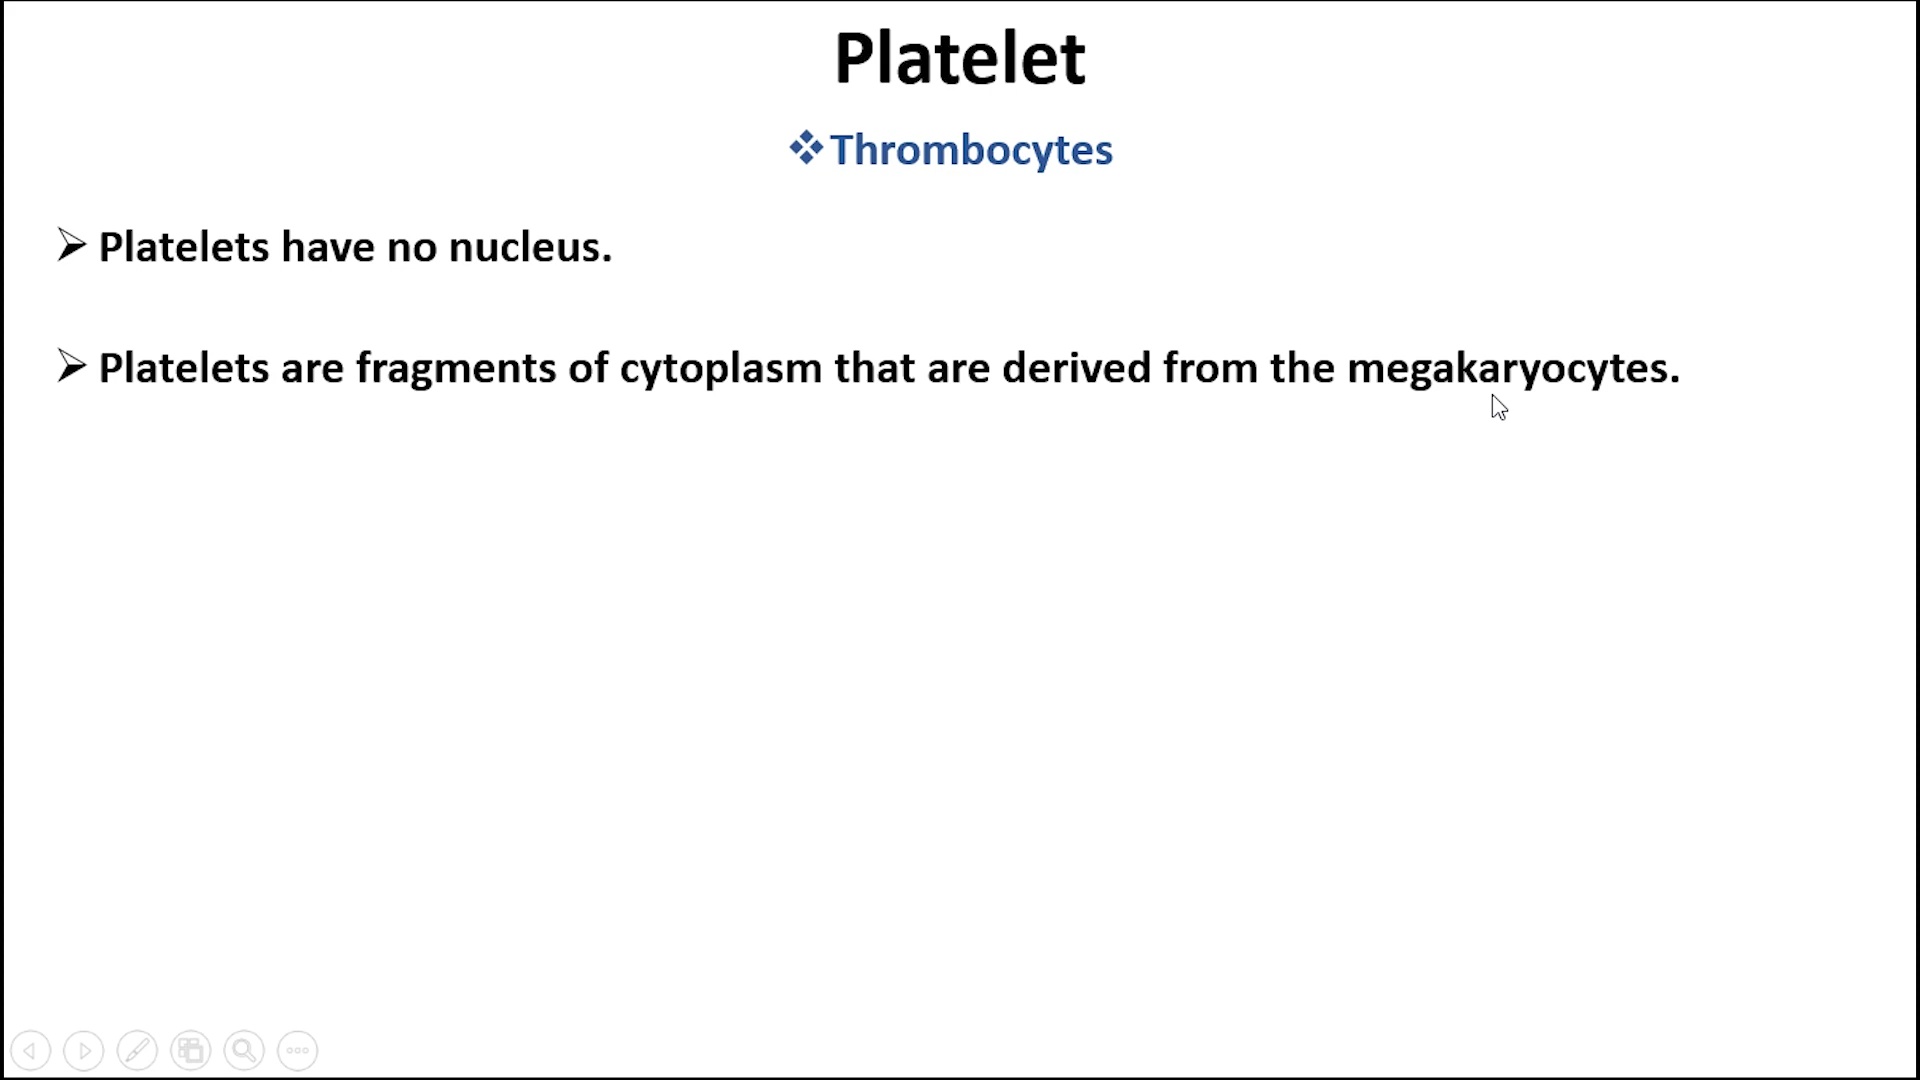 Platelet
❖Thrombocytes
➢ Platelets have no nucleus.
➢ Platelets are fragments of cytoplasm that are derived from the megakaryocytes.